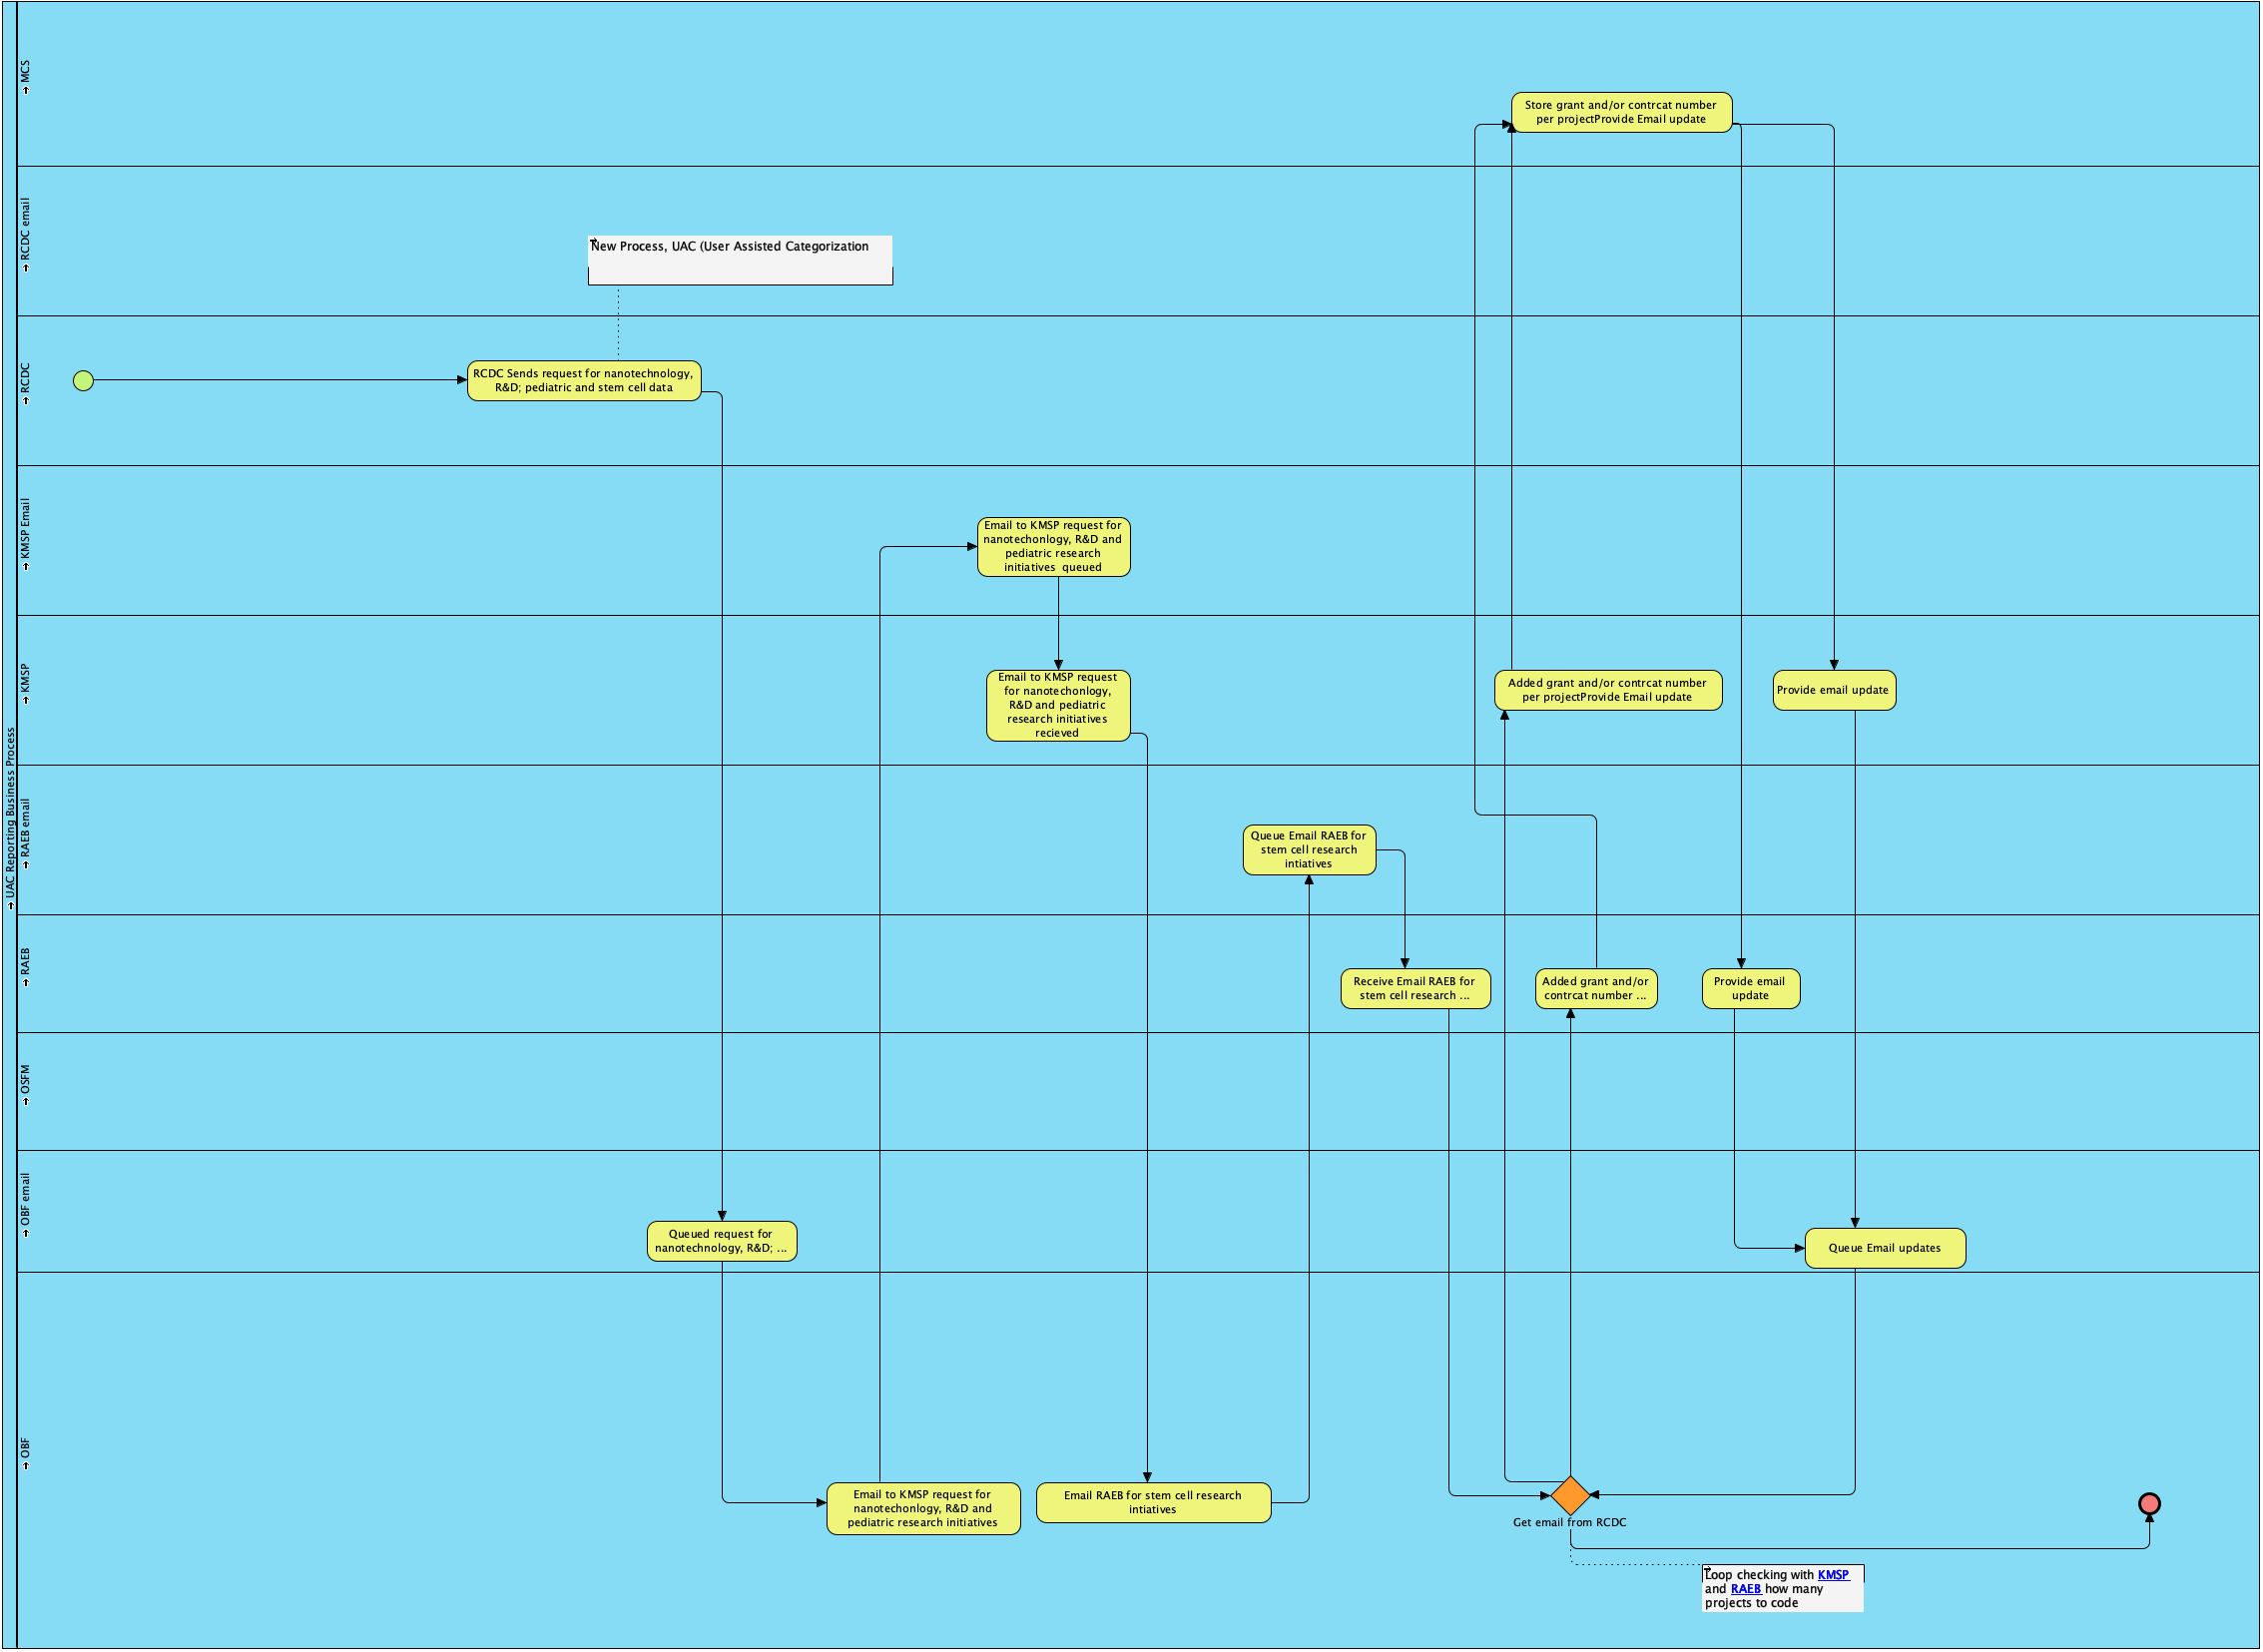 UAC Reporting Business Process
MCS
Store grant and/or contrcat number
per projectProvide Email update
RCDC email
New Process, UAC (User Assisted Categorization
RCDC
RCDC Sends request for nanotechnology,
R&D; pediatric and stem cell data
KMSP Email
Email to KMSP request for
nanotechonlogy, R&D and
pediatric research
initiatives  queued
KMSP
Email to KMSP request
for nanotechonlogy,
R&D and pediatric
research initiatives
recieved
Added grant and/or contrcat number
per projectProvide Email update
Provide email update
RAEB email
Queue Email RAEB for
stem cell research
intiatives
RAEB
Receive Email RAEB for
stem cell research ...
Added grant and/or
contrcat number ...
Provide email
update
OSFM
OBF email
Queued request for
nanotechnology, R&D; ...
Queue Email updates
OBF
Email to KMSP request for
nanotechonlogy, R&D and
pediatric research initiatives
Email RAEB for stem cell research
intiatives
Get email from RCDC
Loop checking with KMSP
and RAEB how many
projects to code